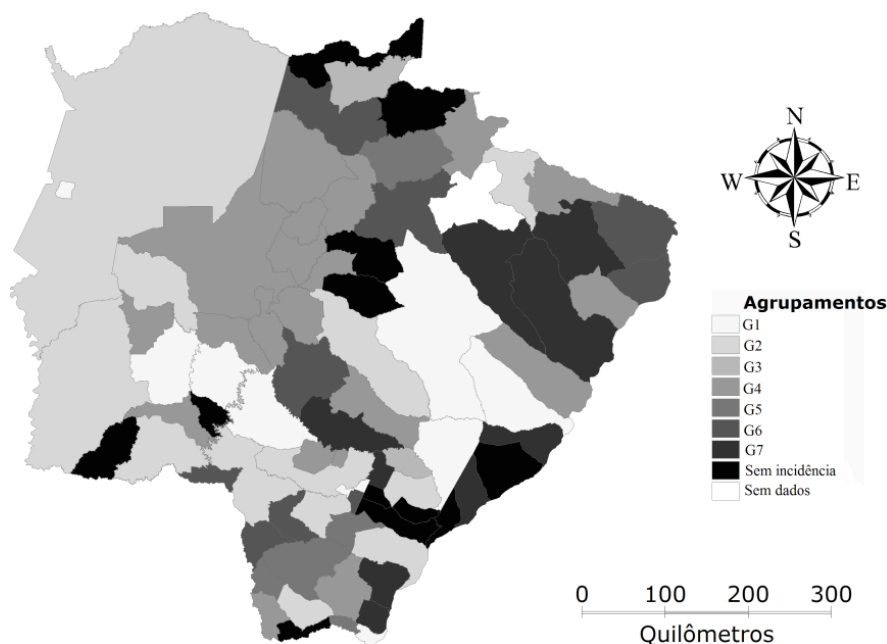 N
W E
S
Agrupamentos
G1
G2
G3
G4
G5
G6
G7
Sem incidência
Sem dados
0 100 200 300
Quilômetros